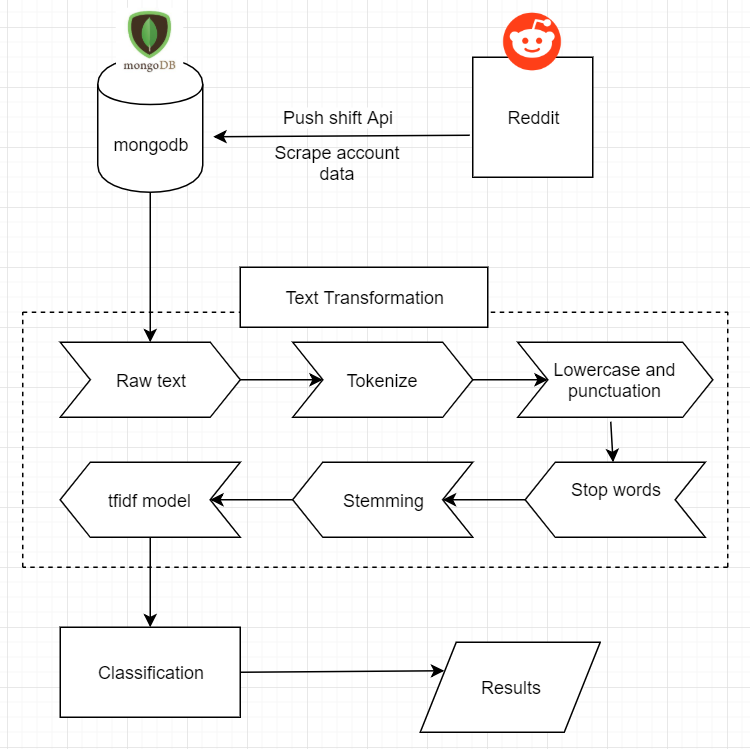 mongoDB
mongodb
Push shift Api
Scrape account
data
Reddit
Text Transformation
Raw text
Tokenize
Lowercase and
punctuation
Stop words
Stemming
tfidf model
Classification
Results